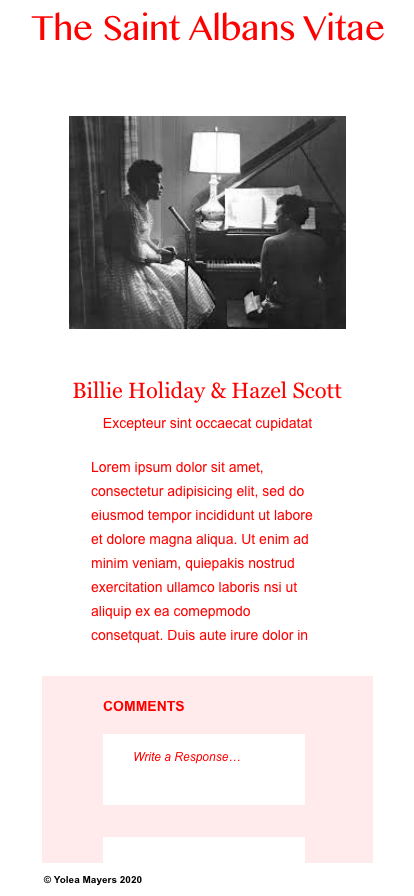 The Saint Albans Vitae
Billie Holiday & Hazel Scott
Excepteur sint occaecat cupidatat
Lorem ipsum dolor sit amet,
consectetur adipisicing elit, sed do
eiusmod tempor incididunt ut labore
et dolore magna aliqua. Ut enim ad
minim veniam, quiepakis nostrud
exercitation ullamco laboris nsi ut
aliquip ex ea comepmodo
consetquat. Duis aute irure dolor in
COMMENTS
Write a Response…
© Yolea Mayers 2020